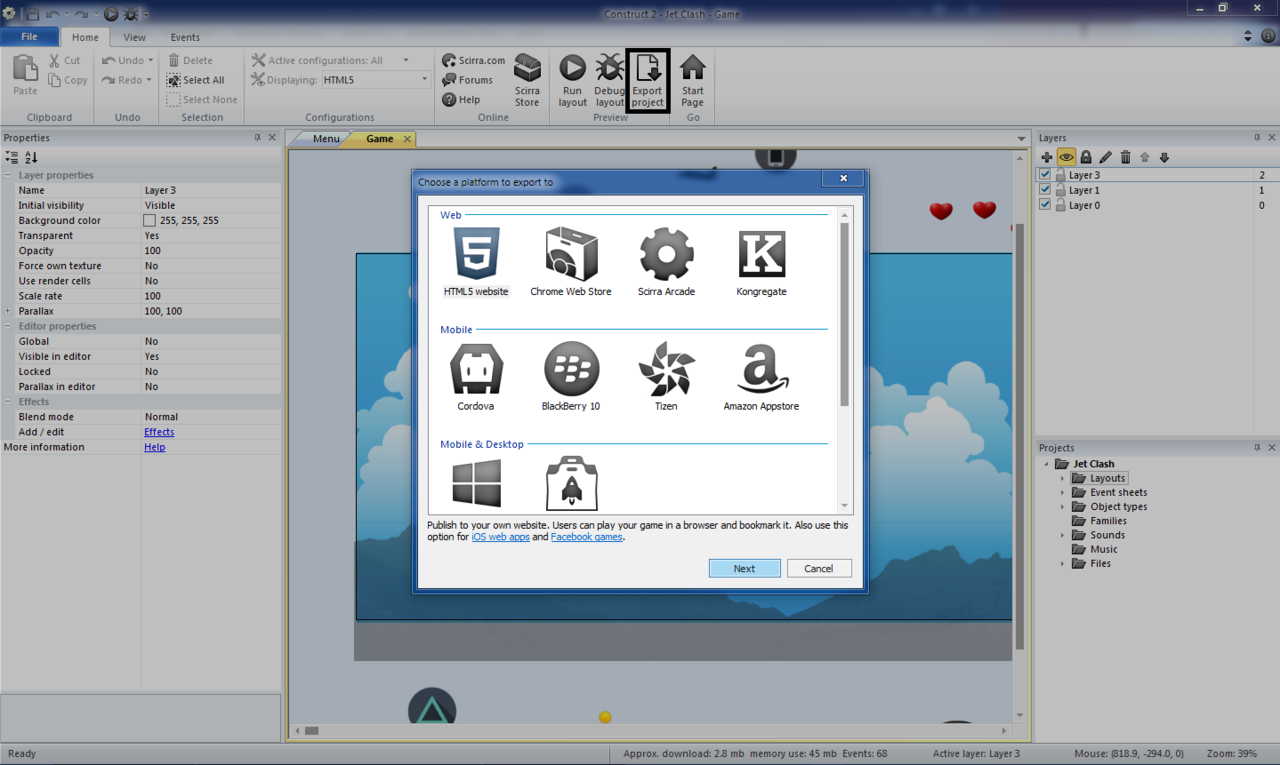 Construct 2 - Jet Clash - Game
File
Home
View
Events
Paste
Cut
Copy
Clipboard
Undo
Redo
Undo
Delete
Select All
Select None
Selection
Active configurations: All
Displaying: HTML5
Configurations
Scirra.com
Forums
Help
Scirra Store
Online
Run layout
Debug layout
Export project
Preview
Start Page
Go
Properties
Layer properties
Name Layer 3
Initial visibility Visible
Background color 255, 255, 255
Transparent Yes
Opacity 100
Force own texture No
Use render cells No
Scale rate 100
Parallax 100, 100
Editor properties
Global No
Visible in editor Yes
Locked No
Parallax in editor No
Effects
Blend mode Normal
Add / edit Effects
More information Help
Menu
Game
Choose a platform to export to
Web
HTML5 website
Chrome Web Store
Scirra Arcade
Kongregate
Mobile
Cordova
BlackBerry 10
Tizen
Amazon Appstore
Mobile & Desktop
Publish to your own website. Users can play your game in a browser and bookmark it. Also use this
option for iOS web apps and Facebook games.
Next
Cancel
Layers
Layer 3 2
Layer 1 1
Layer 0 0
Projects
Jet Clash
Layouts
Event sheets
Object types
Families
Sounds
Music
Files
Ready
Approx. download: 2.8 mb memory use: 45 mb Events: 68
Active layer: Layer 3
Mouse: (818.9, -294.0, 0)
Zoom: 39%